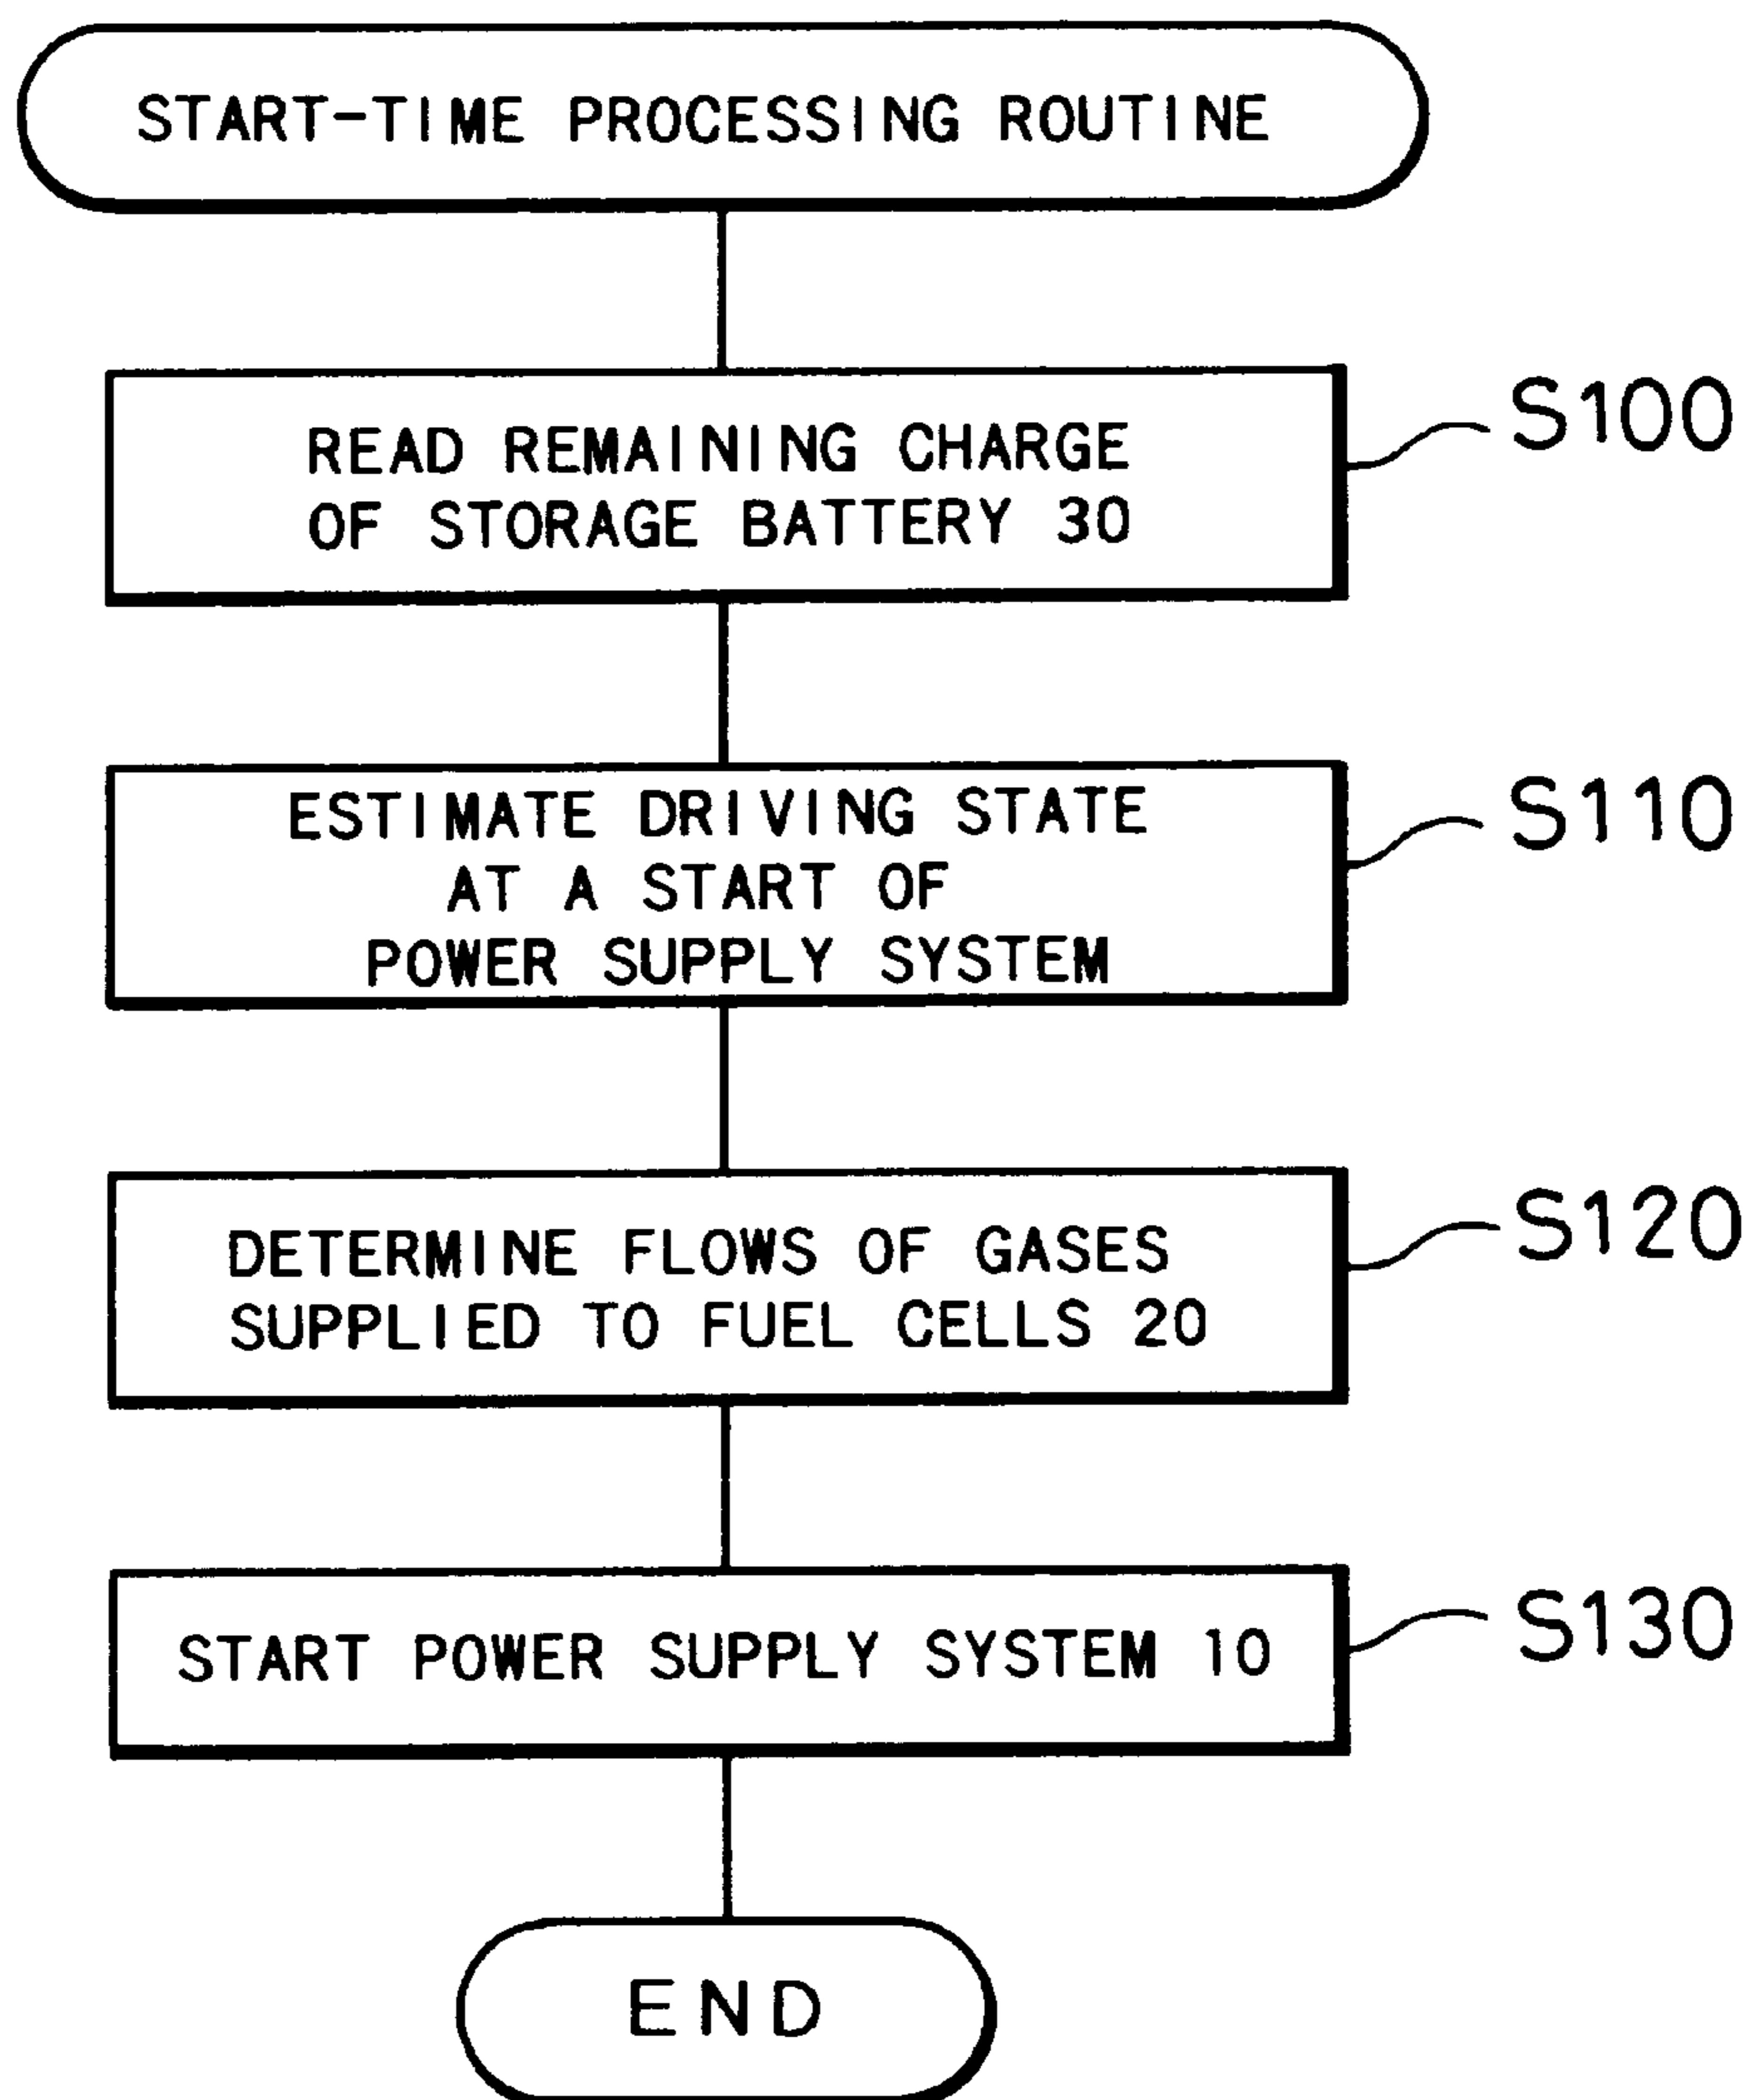 START-TIME PROCESSING ROUTINE
READ REMAINING CHARGE
OF STORAGE BATTERY 30
S100
ESTIMATE DRIVING STATE
AT A START OF
POWER SUPPLY SYSTEM
S110
DETERMINE FLOWS OF GASES
SUPPLIED TO FUEL CELLS 20
S120
START POWER SUPPLY SYSTEM 10
S130
END